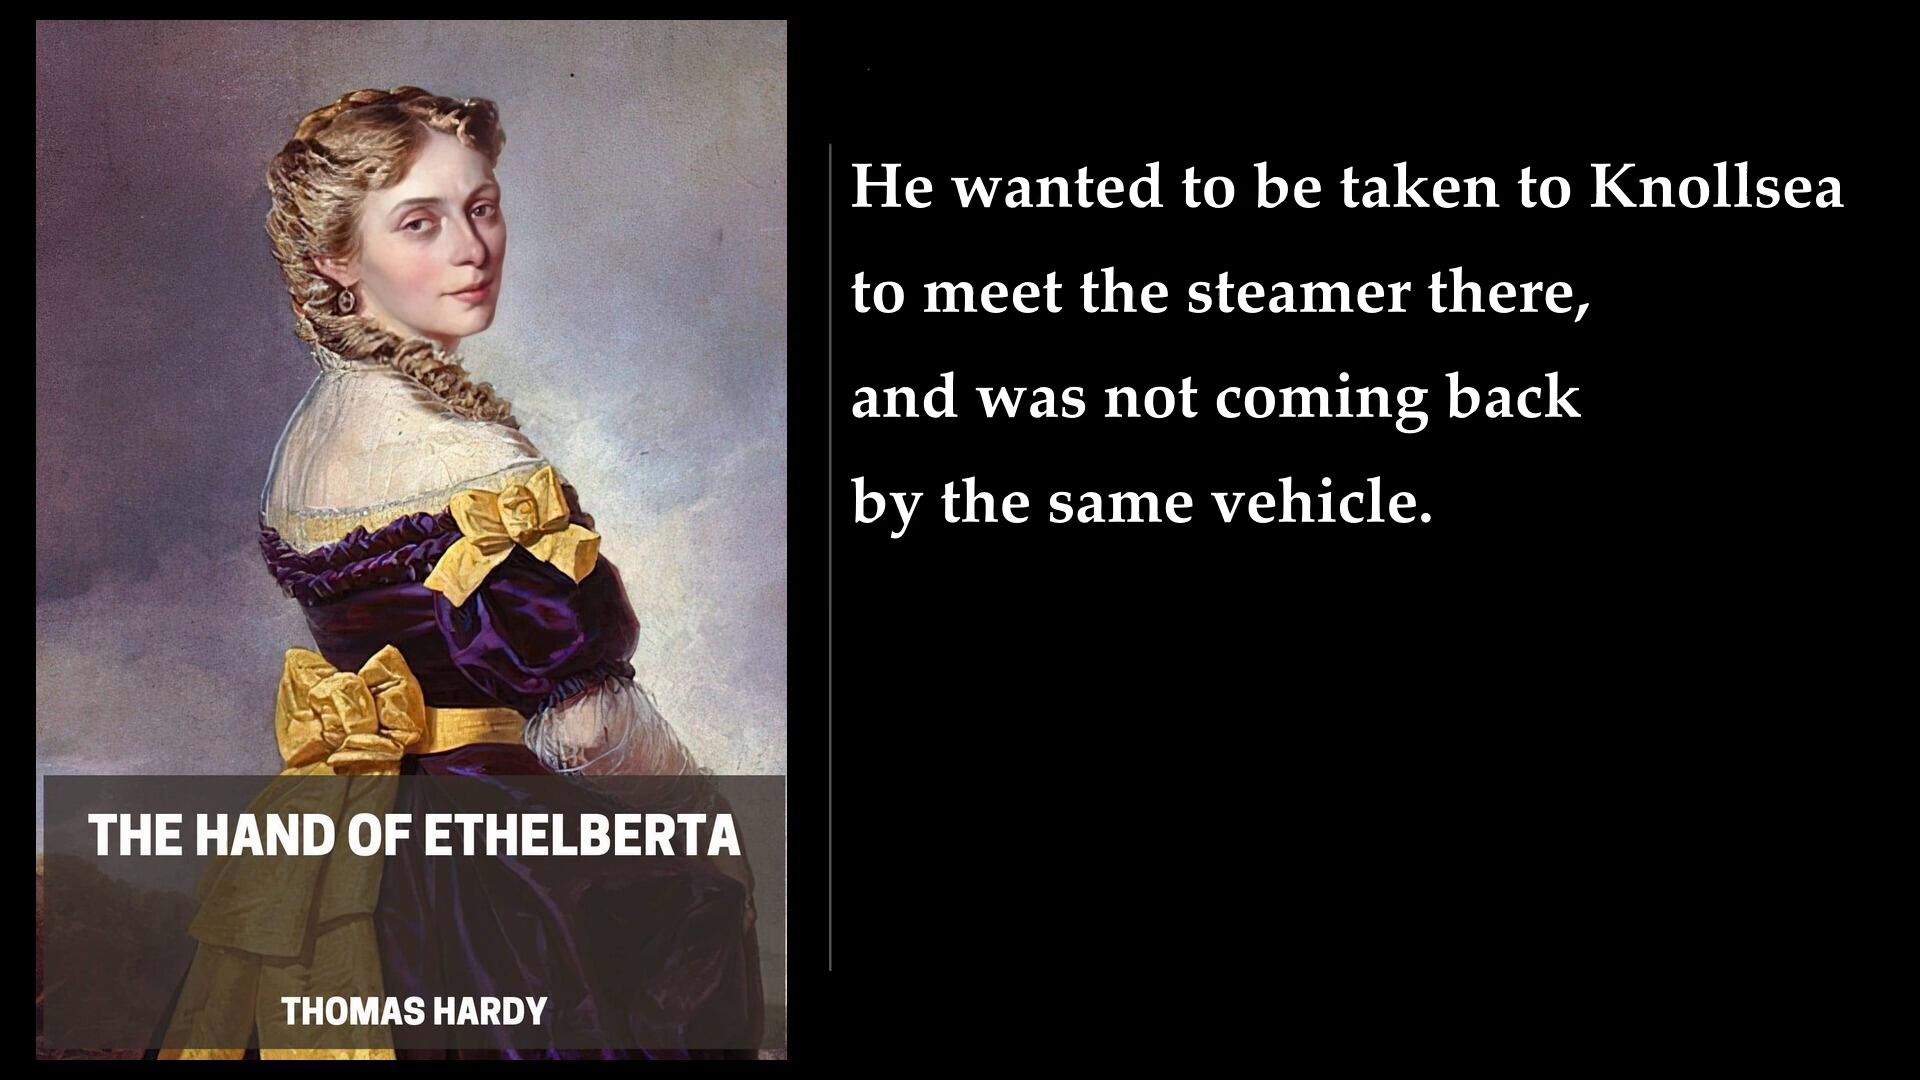 He wanted to be taken to Knollsea
to meet the steamer there,
and was not coming back
by the same vehicle.
THE HAND OF ETHELBERTA
THOMAS HARDY